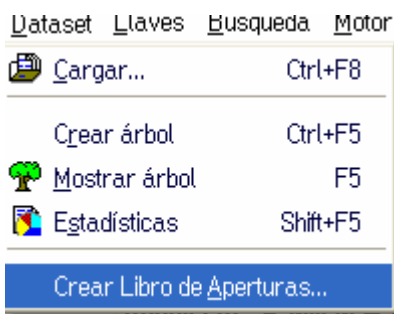 Dataset Llaves Busqueda Motor
Cargar... Ctrl+F8
Crear árbol Ctrl+F5
Mostrar árbol F5
Estadísticas Shift+F5
Crear Libro de Aperturas...